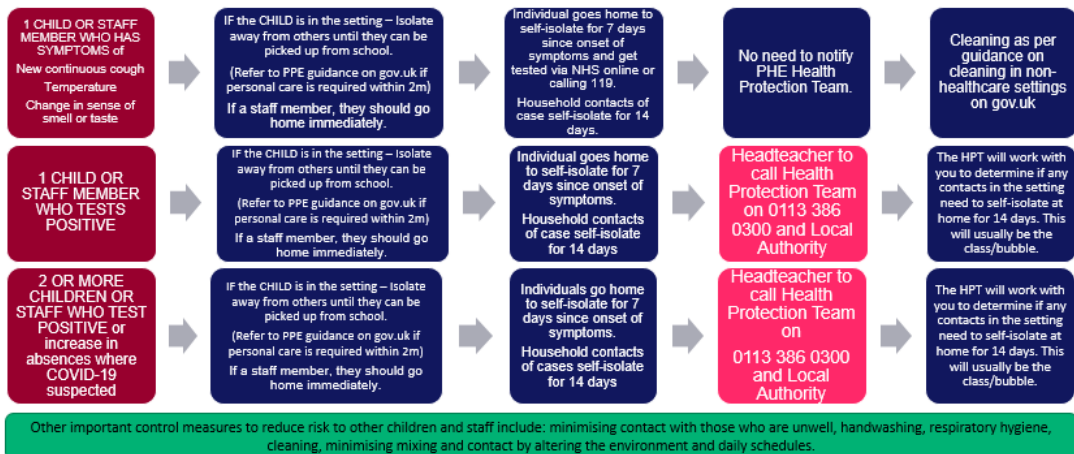 1 CHILD OR STAFF
MEMBER WHO HAS
SYMPTOMS of
New continuous cough
Temperature
Change in sense of
smell or taste
IF the CHILD is in the setting – Isolate
away from others until they can be
picked up from school.
(Refer to PPE guidance on gov.uk if
personal care is required within 2m)
If a staff member, they should go
home immediately.
Individual goes home to
self-isolate for 7 days
since onset of
symptoms and get
tested via NHS online or
calling 119.
Household contacts of
case self-isolate for 14
days.
No need to notify
PHE Health
Protection Team.
Cleaning as per
guidance on
cleaning in non-
healthcare settings
on gov.uk
1 CHILD OR
STAFF MEMBER
WHO TESTS
POSITIVE
IF the CHILD is in the setting – Isolate
away from others until they can be
picked up from school.
(Refer to PPE guidance on gov.uk if
personal care is required within 2m)
If a staff member, they should go
home immediately.
Individual goes home
to self-isolate for 7
days since onset of
symptoms.
Household contacts
of case self-isolate
for 14 days
Headteacher to
call Health
Protection Team
on 0113 386
0300 and Local
Authority
The HPT will work with
you to determine if any
contacts in the setting
need to self-isolate at
home for 14 days. This
will usually be the
class/bubble.
2 OR MORE
CHILDREN OR
STAFF WHO TEST
POSITIVE or
increase in
absences where
COVID-19
suspected
IF the CHILD is in the setting – Isolate
away from others until they can be
picked up from school.
(Refer to PPE guidance on gov.uk if
personal care is required within 2m)
If a staff member, they should go
home immediately.
Individuals go home
to self-isolate for 7
days since onset of
symptoms.
Household contacts
of cases self-isolate
for 14 days
Headteacher to
call Health
Protection Team
on
0113 386 0300
and Local
Authority
The HPT will work with
you to determine if any
contacts in the setting
need to self-isolate at
home for 14 days. This
will usually be the
class/bubble.
Other important control measures to reduce risk to other children and staff include: minimising contact with those who are unwell, handwashing, respiratory hygiene,
cleaning, minimising mixing and contact by altering the environment and daily schedules.